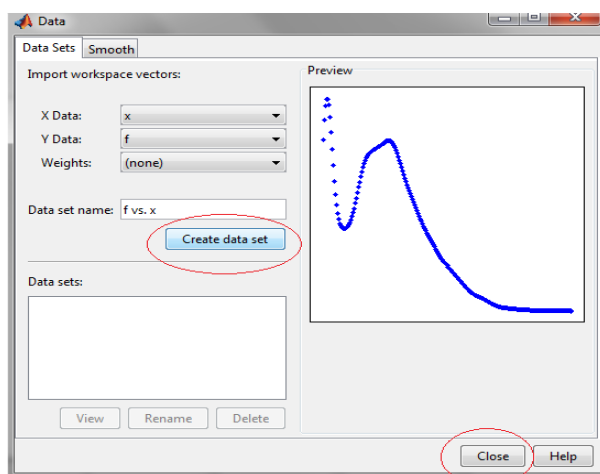 Data
Data Sets Smooth
Import workspace vectors:
X Data: x
Y Data: f
Weights: (none)
Data set name: f vs. x
Create data set
Data sets:
View Rename Delete
Preview
Close Help